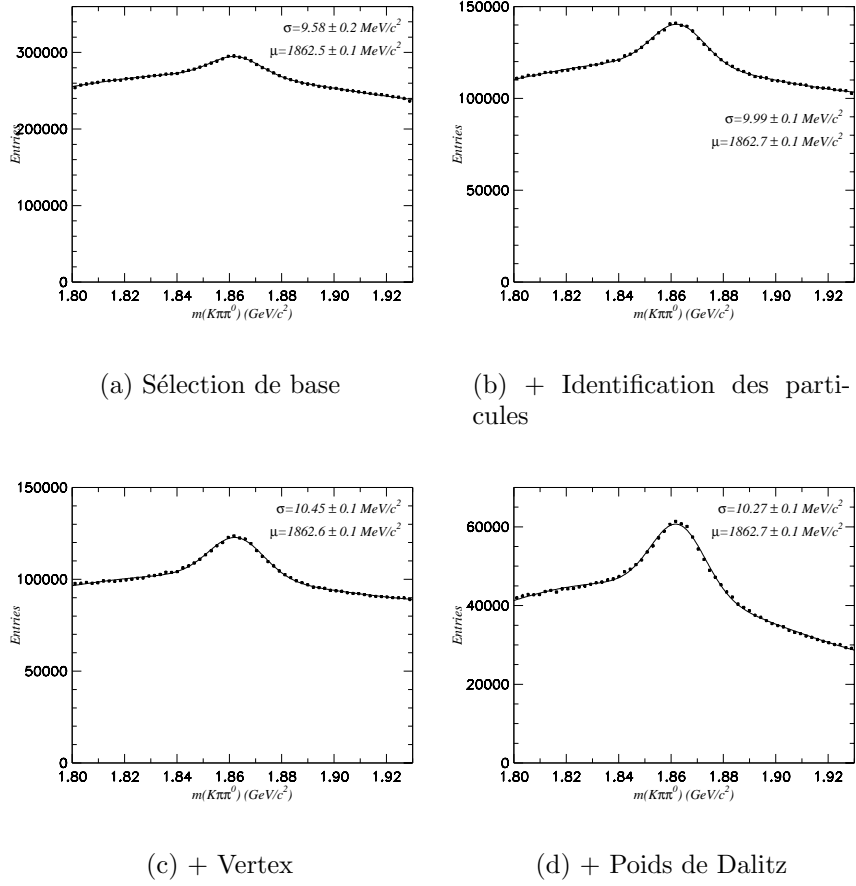 σ=9.58 ± 0.2 MeV/c²
μ=1862.5 ± 0.1 MeV/c²
300000
200000
100000
0
Entries
1.80 1.82 1.84 1.86 1.88 1.90 1.92
m(Kππ⁰) (GeV/c²)
(a) Sélection de base
150000
100000
50000
0
Entries
σ=9.99 ± 0.1 MeV/c²
μ=1862.7 ± 0.1 MeV/c²
1.80 1.82 1.84 1.86 1.88 1.90 1.92
m(Kππ⁰) (GeV/c²)
(b) + Identification des parti-
cules
150000
100000
50000
0
Entries
σ=10.45 ± 0.1 MeV/c²
μ=1862.6 ± 0.1 MeV/c²
1.80 1.82 1.84 1.86 1.88 1.90 1.92
m(Kππ⁰) (GeV/c²)
(c) + Vertex
60000
40000
20000
0
Entries
σ=10.27 ± 0.1 MeV/c²
μ=1862.7 ± 0.1 MeV/c²
1.80 1.82 1.84 1.86 1.88 1.90 1.92
m(Kππ⁰) (GeV/c²)
(d) + Poids de Dalitz